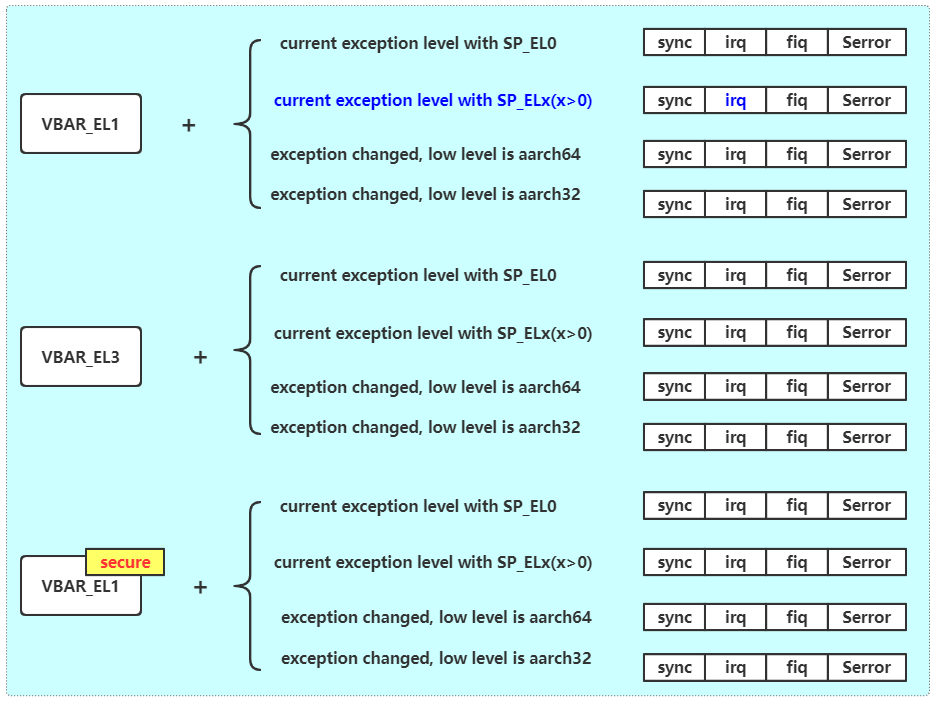 current exception level with SP_EL0 sync irq fiq Serror
current exception level with SP_ELx(x>0) sync irq fiq Serror
VBAR_EL1 +
exception changed, low level is aarch64 sync irq fiq Serror
exception changed, low level is aarch32 sync irq fiq Serror
current exception level with SP_EL0 sync irq fiq Serror
current exception level with SP_ELx(x>0) sync irq fiq Serror
VBAR_EL3 +
exception changed, low level is aarch64 sync irq fiq Serror
exception changed, low level is aarch32 sync irq fiq Serror
current exception level with SP_EL0 sync irq fiq Serror
secure
current exception level with SP_ELx(x>0) sync irq fiq Serror
VBAR_EL1 +
exception changed, low level is aarch64 sync irq fiq Serror
exception changed, low level is aarch32 sync irq fiq Serror